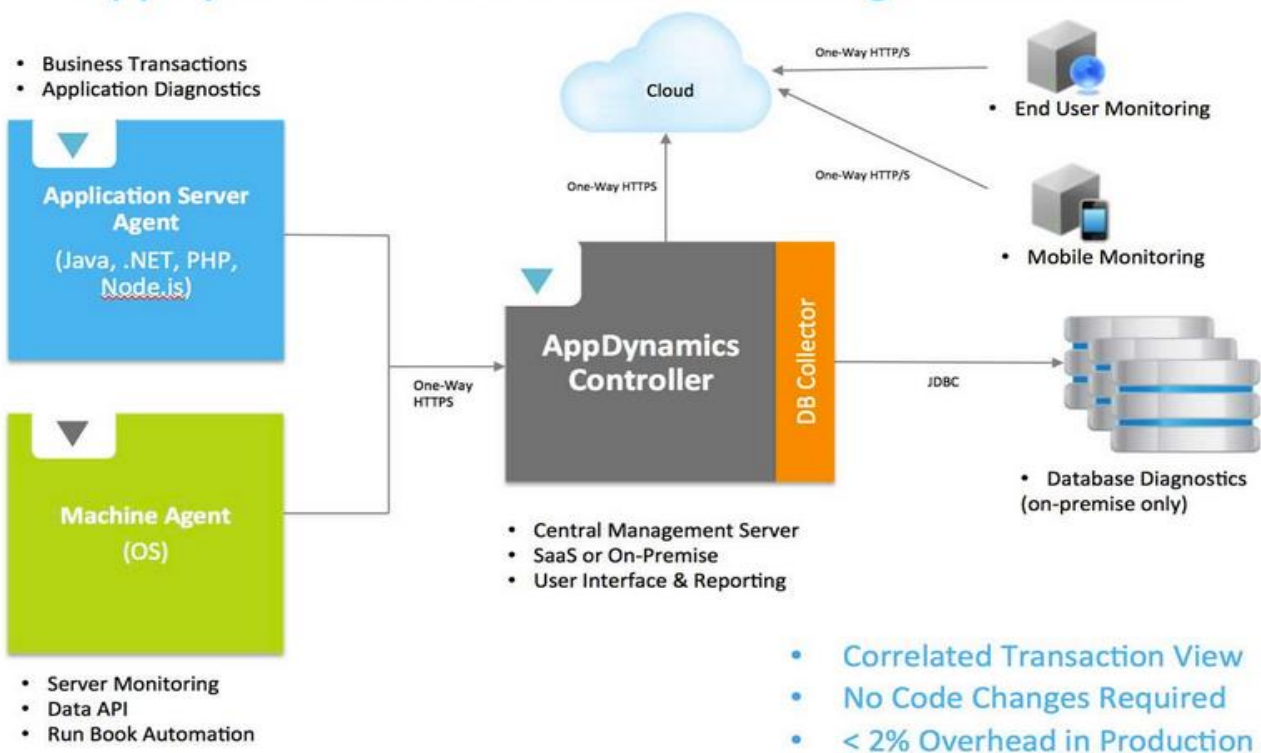 • Business Transactions
• Application Diagnostics
Application Server
Agent
(Java, .NET, PHP,
Node.js)
Machine Agent
(OS)
• Server Monitoring
• Data API
• Run Book Automation
One-Way
HTTPS
Cloud
One-Way HTTPS
One-Way HTTP/S
One-Way HTTP/S
• End User Monitoring
• Mobile Monitoring
AppDynamics
Controller
DB Collector
JDBC
• Database Diagnostics
(on-premise only)
• Central Management Server
• SaaS or On-Premise
• User Interface & Reporting
• Correlated Transaction View
• No Code Changes Required
• < 2% Overhead in Production